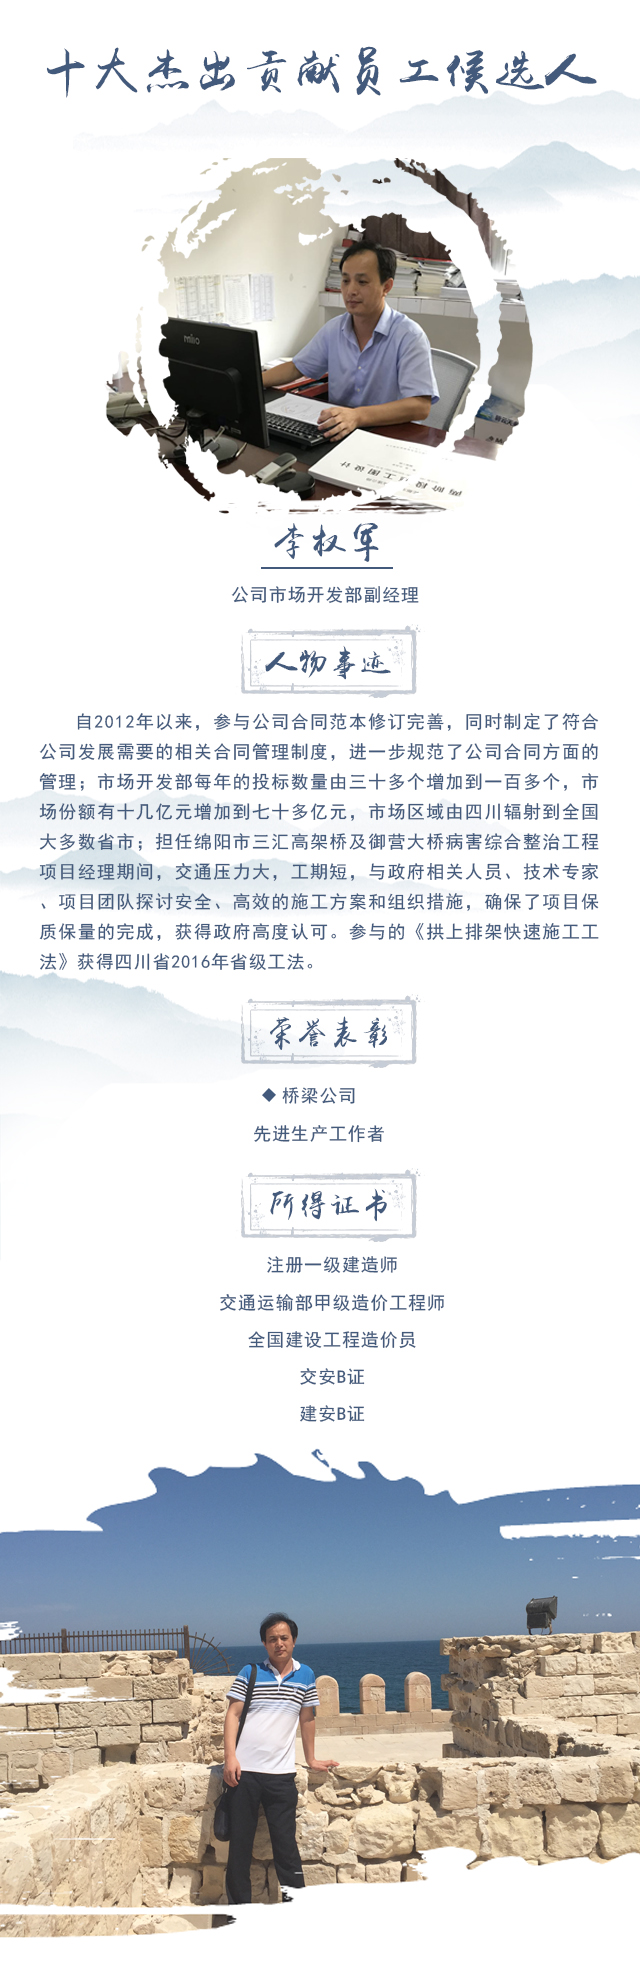 十大杰出贡献员工候选人
李权军
公司市场开发部副经理
人物事迹
自2012年以来，参与公司合同范本修订完善，同时制定了符合
公司发展需要的相关合同管理制度，进一步规范了公司合同方面的
管理；市场开发部每年的投标数量由三十多个增加到一百多个，市
场份额有十几亿元增加到七十多亿元，市场区域由四川辐射到全国
大多数省市；担任绵阳市三汇高架桥及御营大桥病害综合整治工程
项目经理期间，交通压力大，工期短，与政府相关人员、技术专家
、项目团队探讨安全、高效的施工方案和组织措施，确保了项目保
质保量的完成，获得政府高度认可。参与的《拱上排架快速施工工
法》获得四川省2016年省级工法。
荣誉表彰
◆ 桥梁公司
先进生产工作者
所得证书
注册一级建造师
交通运输部甲级造价工程师
全国建设工程造价员
交安B证
建安B证